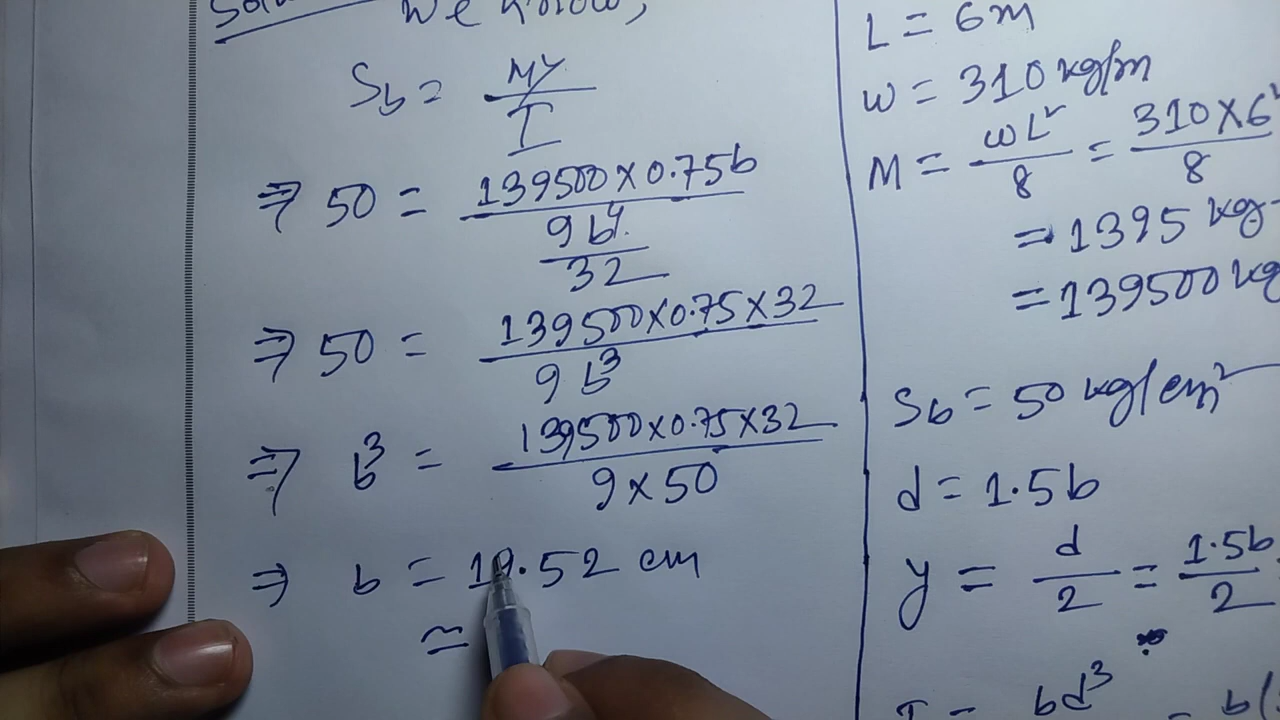 We know,
S_b = My/I
⇒ 50 = (139500×0.75b)/(9b⁴/32)
⇒ 50 = (139500×0.75×32)/(9b³)
⇒ b³ = (139500×0.75×32)/(9×50)
⇒ b = 19.52 cm
≃
L = 6m
w = 310 kg/m
M = wL²/8 = (310×6²)/8
= 1395 kg-
= 139500 kg
S_b = 50 kg/cm²
d = 1.5b
y = d/2 = 1.5b/2
I = bd³ = b(